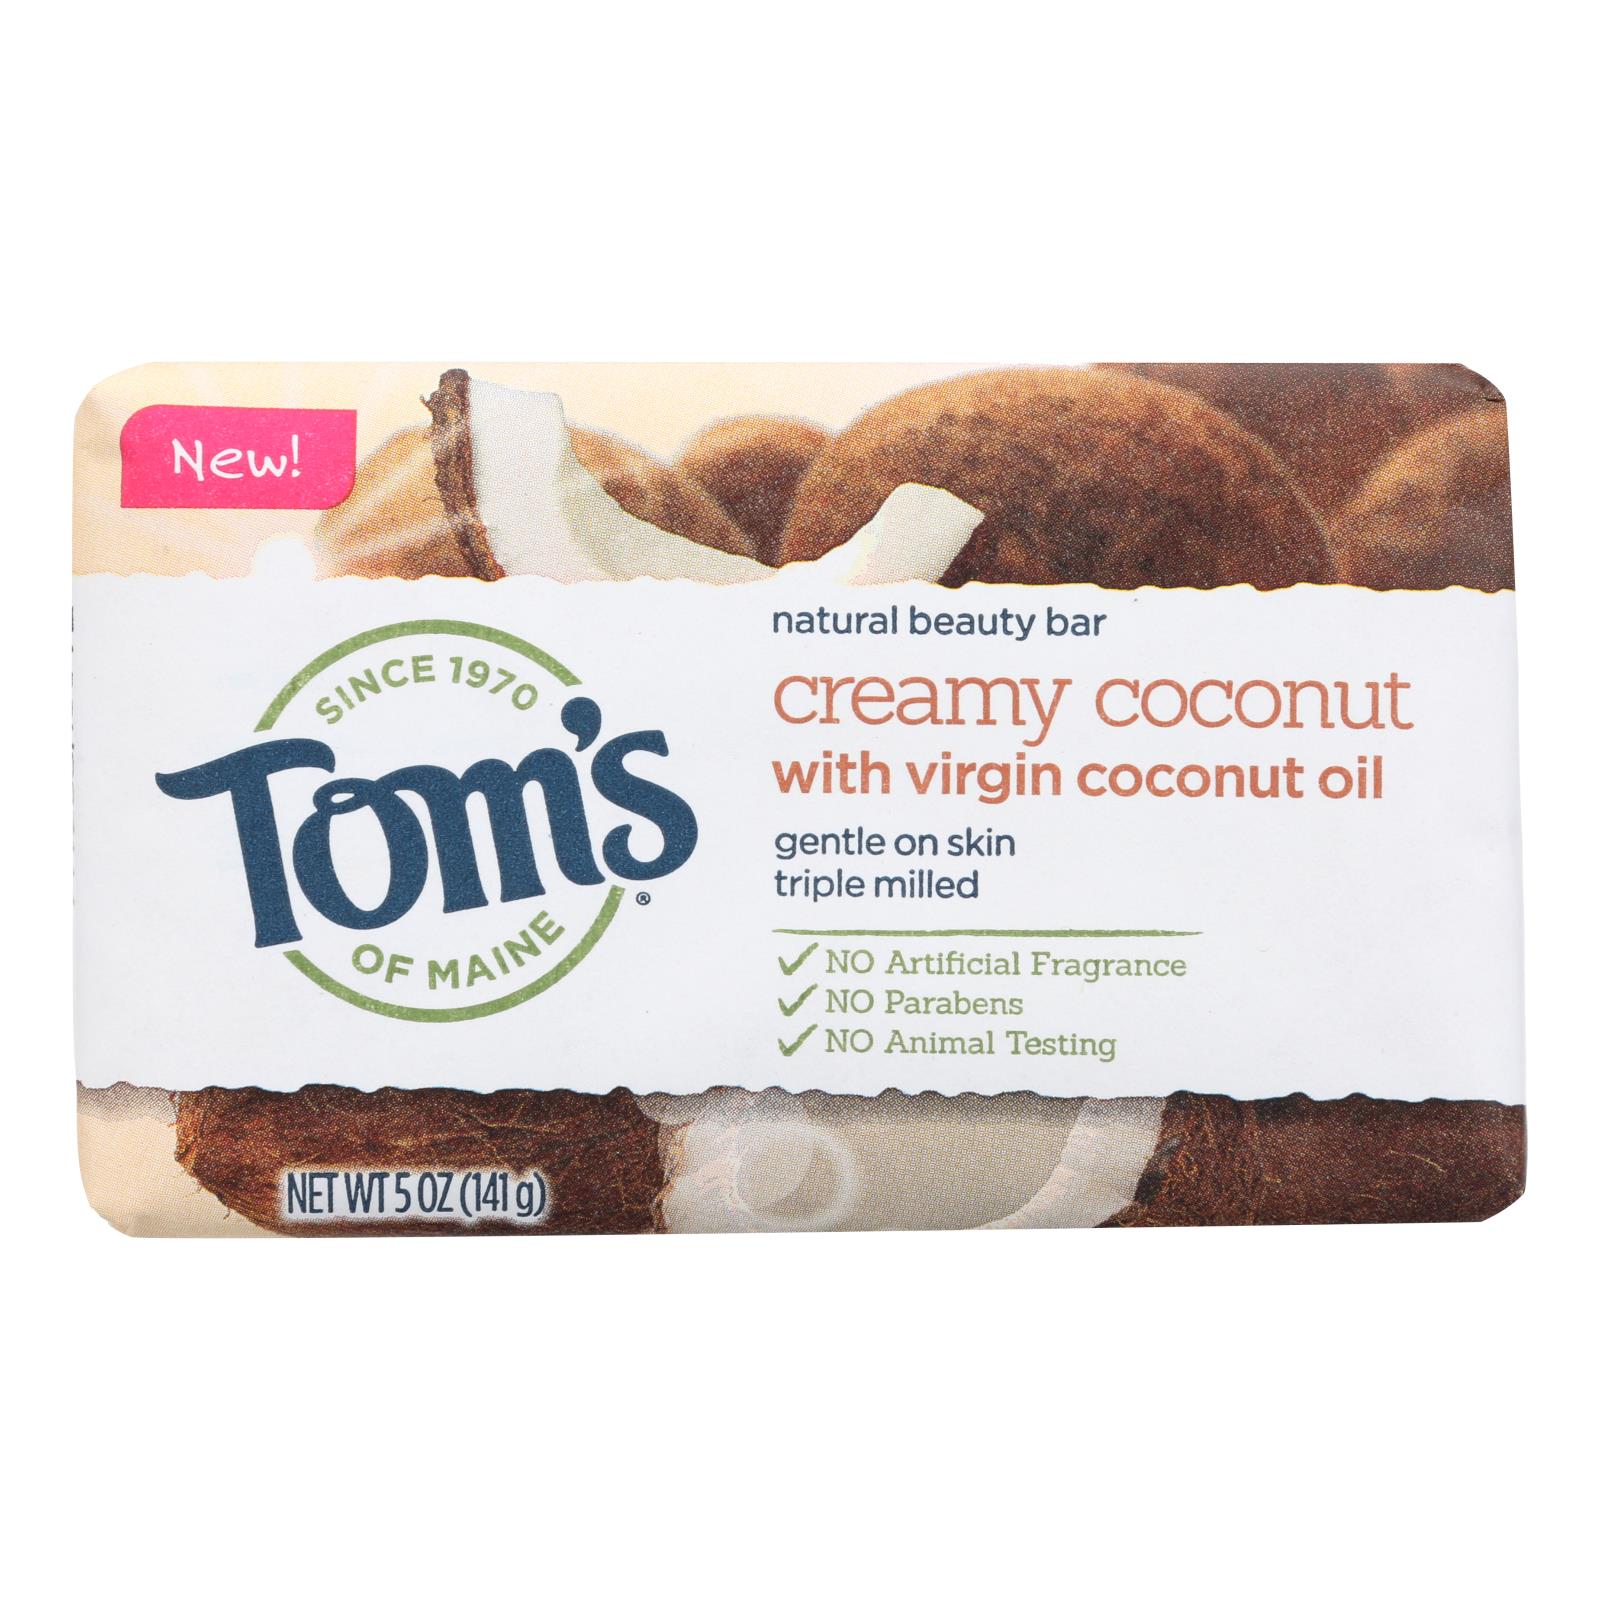 New!
SINCE 1970
Tom's®
OF MAINE
natural beauty bar
creamy coconut
with virgin coconut oil
gentle on skin
triple milled
NO Artificial Fragrance
NO Parabens
NO Animal Testing
NET WT 5 OZ (141 g)